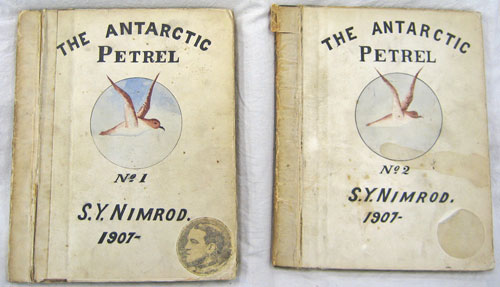 THE ANTARCTIC
PETREL
No 1
S.Y. NIMROD.
1907-
THE ANTARCTIC
PETREL
No 2
S.Y. NIMROD.
1907-